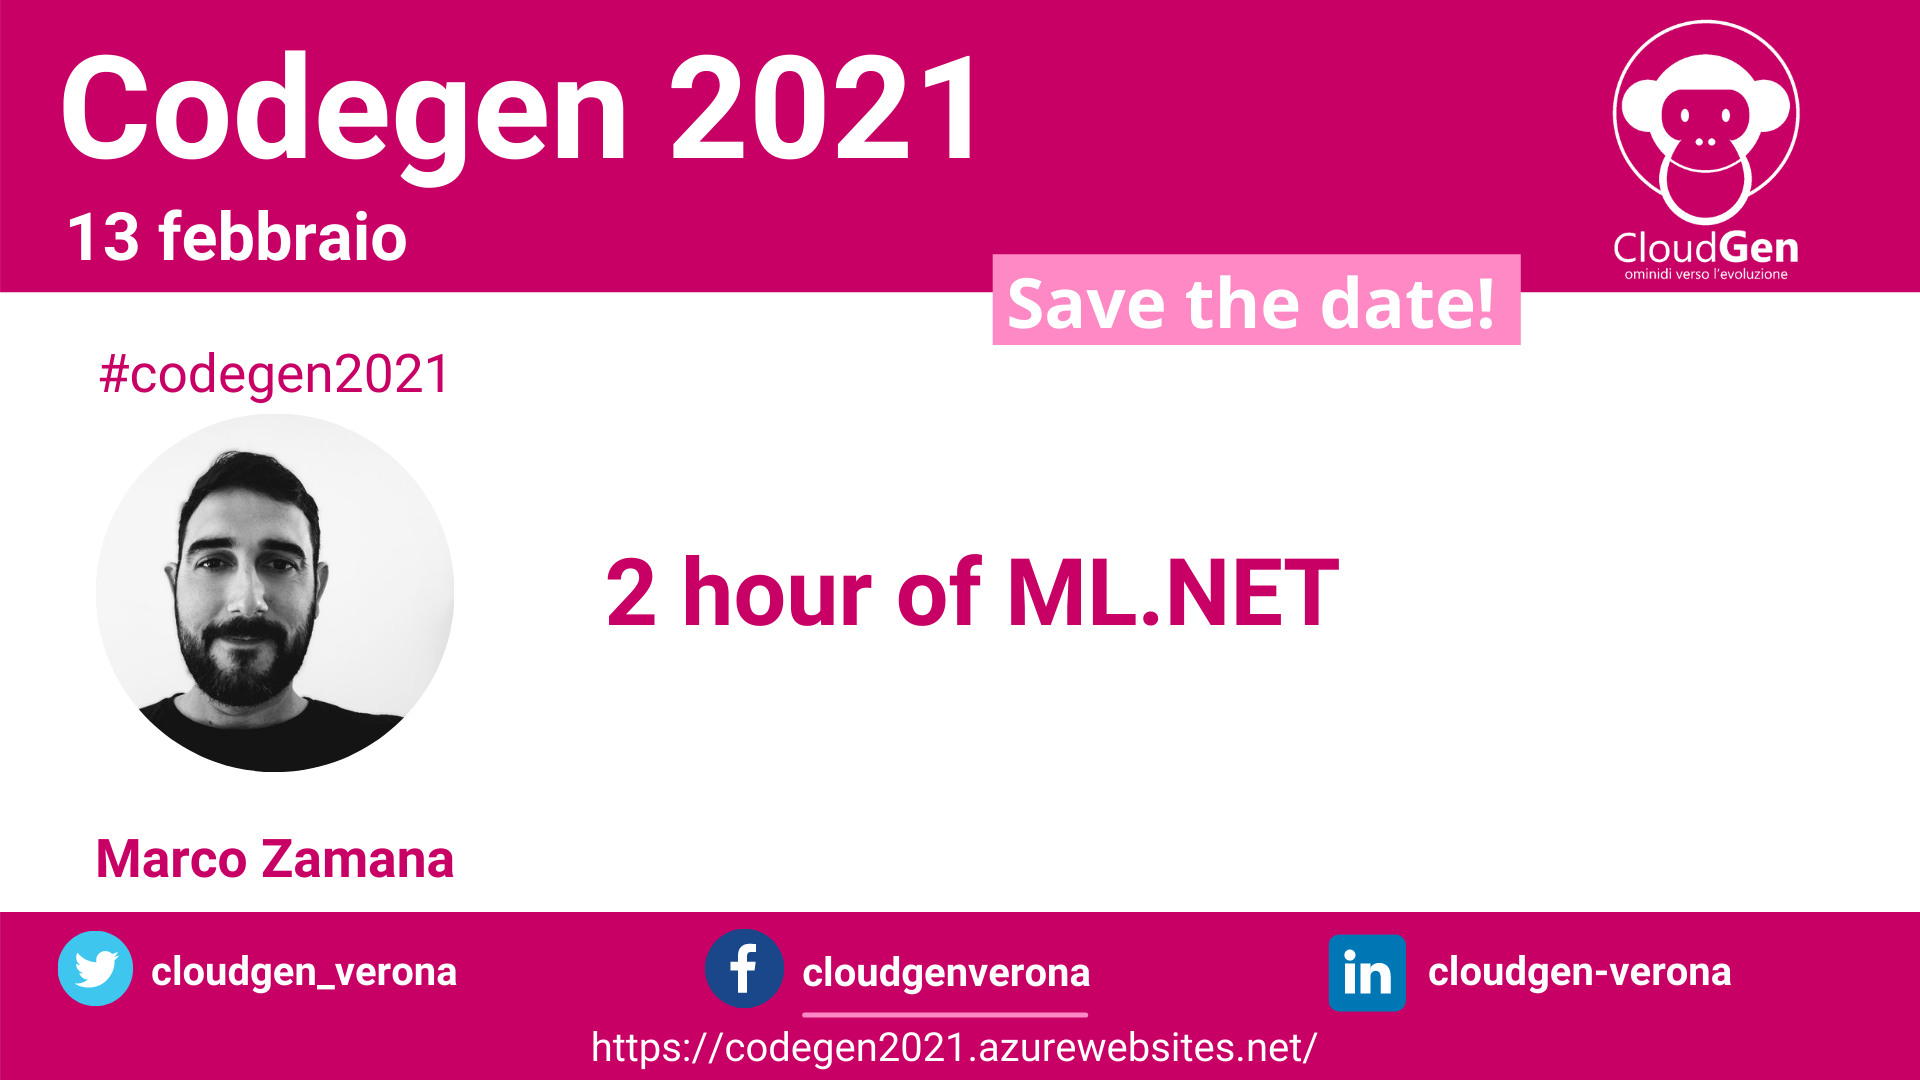 Codegen 2021
13 febbraio
CloudGen
ominidi verso l'evoluzione
Save the date!
#codegen2021
2 hour of ML.NET
Marco Zamana
cloudgen_verona
f
cloudgenverona
in
cloudgen-verona
https://codegen2021.azurewebsites.net/